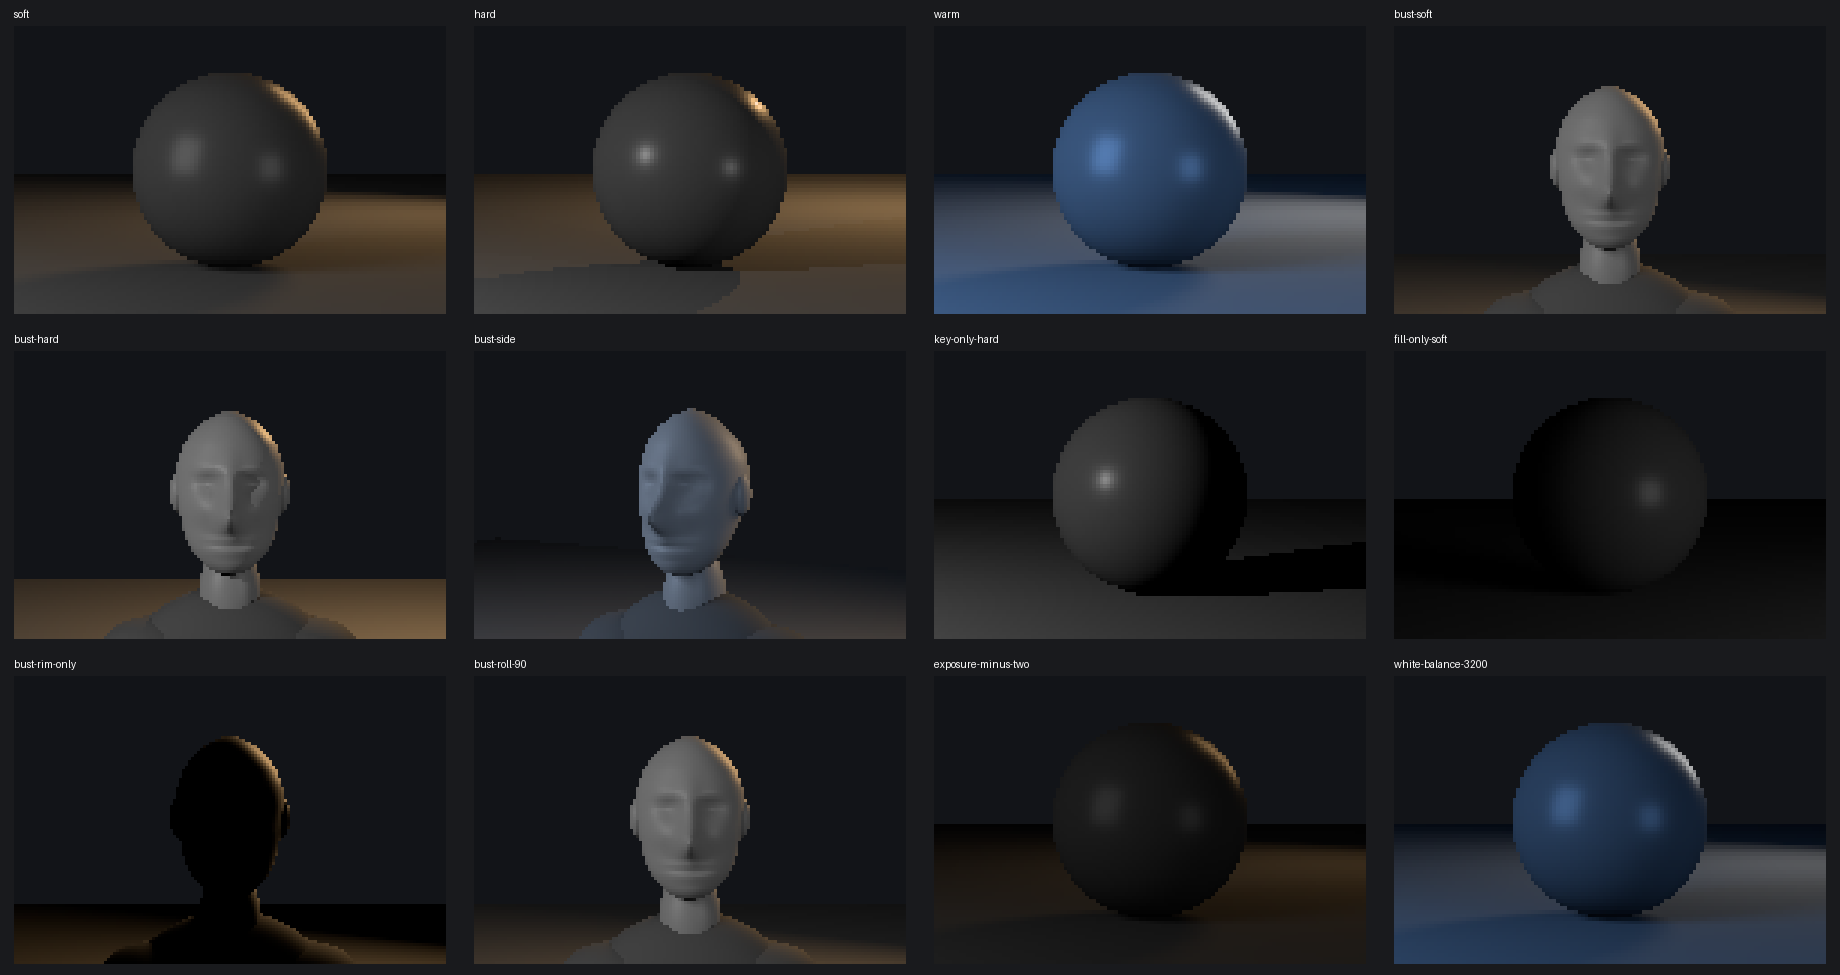 soft
hard
warm
bust-soft
bust-hard
bust-side
key-only-hard
fill-only-soft
bust-rim-only
bust-roll-90
exposure-minus-two
white-balance-3200